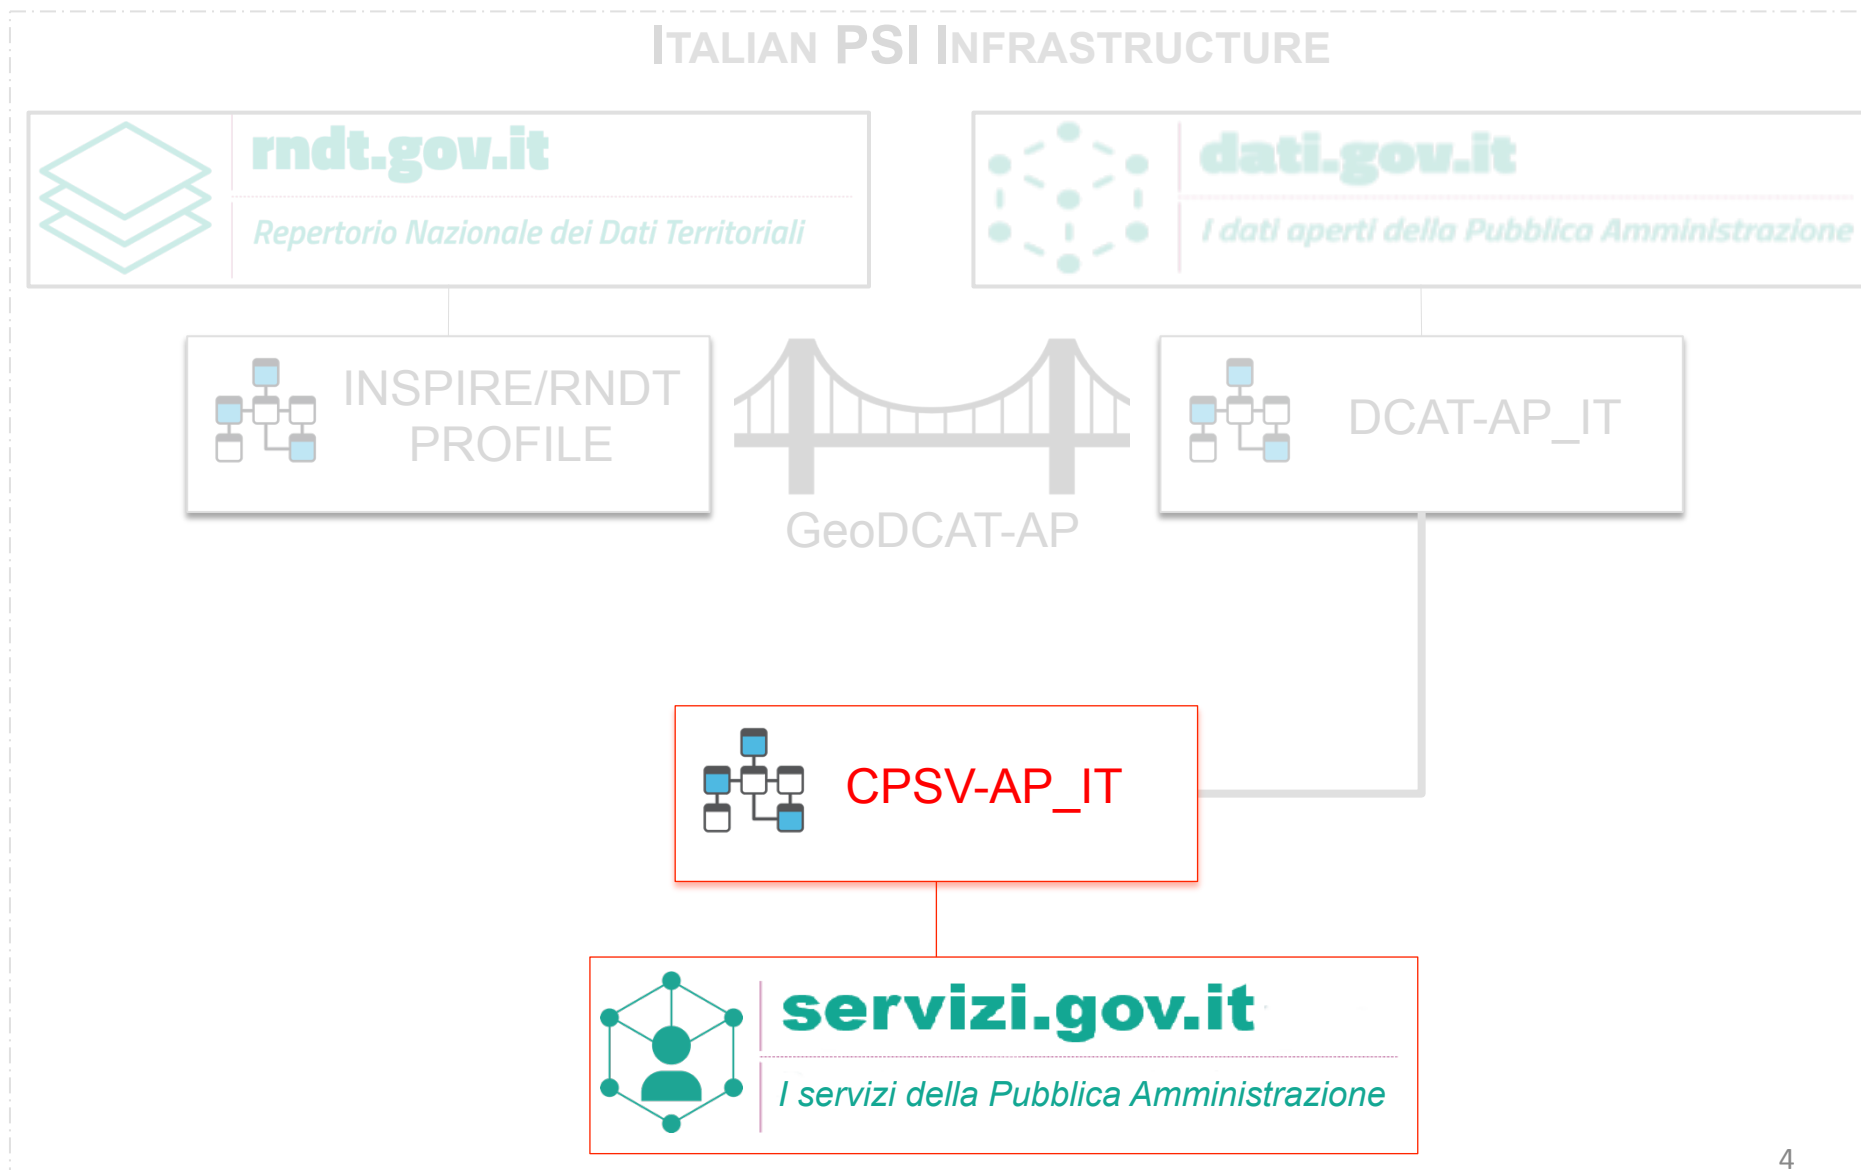 ITALIAN PSI INFRASTRUCTURE
rndt.gov.it
Repertorio Nazionale dei Dati Territoriali
dati.gov.it
I dati aperti della Pubblica Amministrazione
INSPIRE/RNDT
PROFILE
GeoDCAT-AP
DCAT-AP_IT
CPSV-AP_IT
servizi.gov.it
I servizi della Pubblica Amministrazione
4